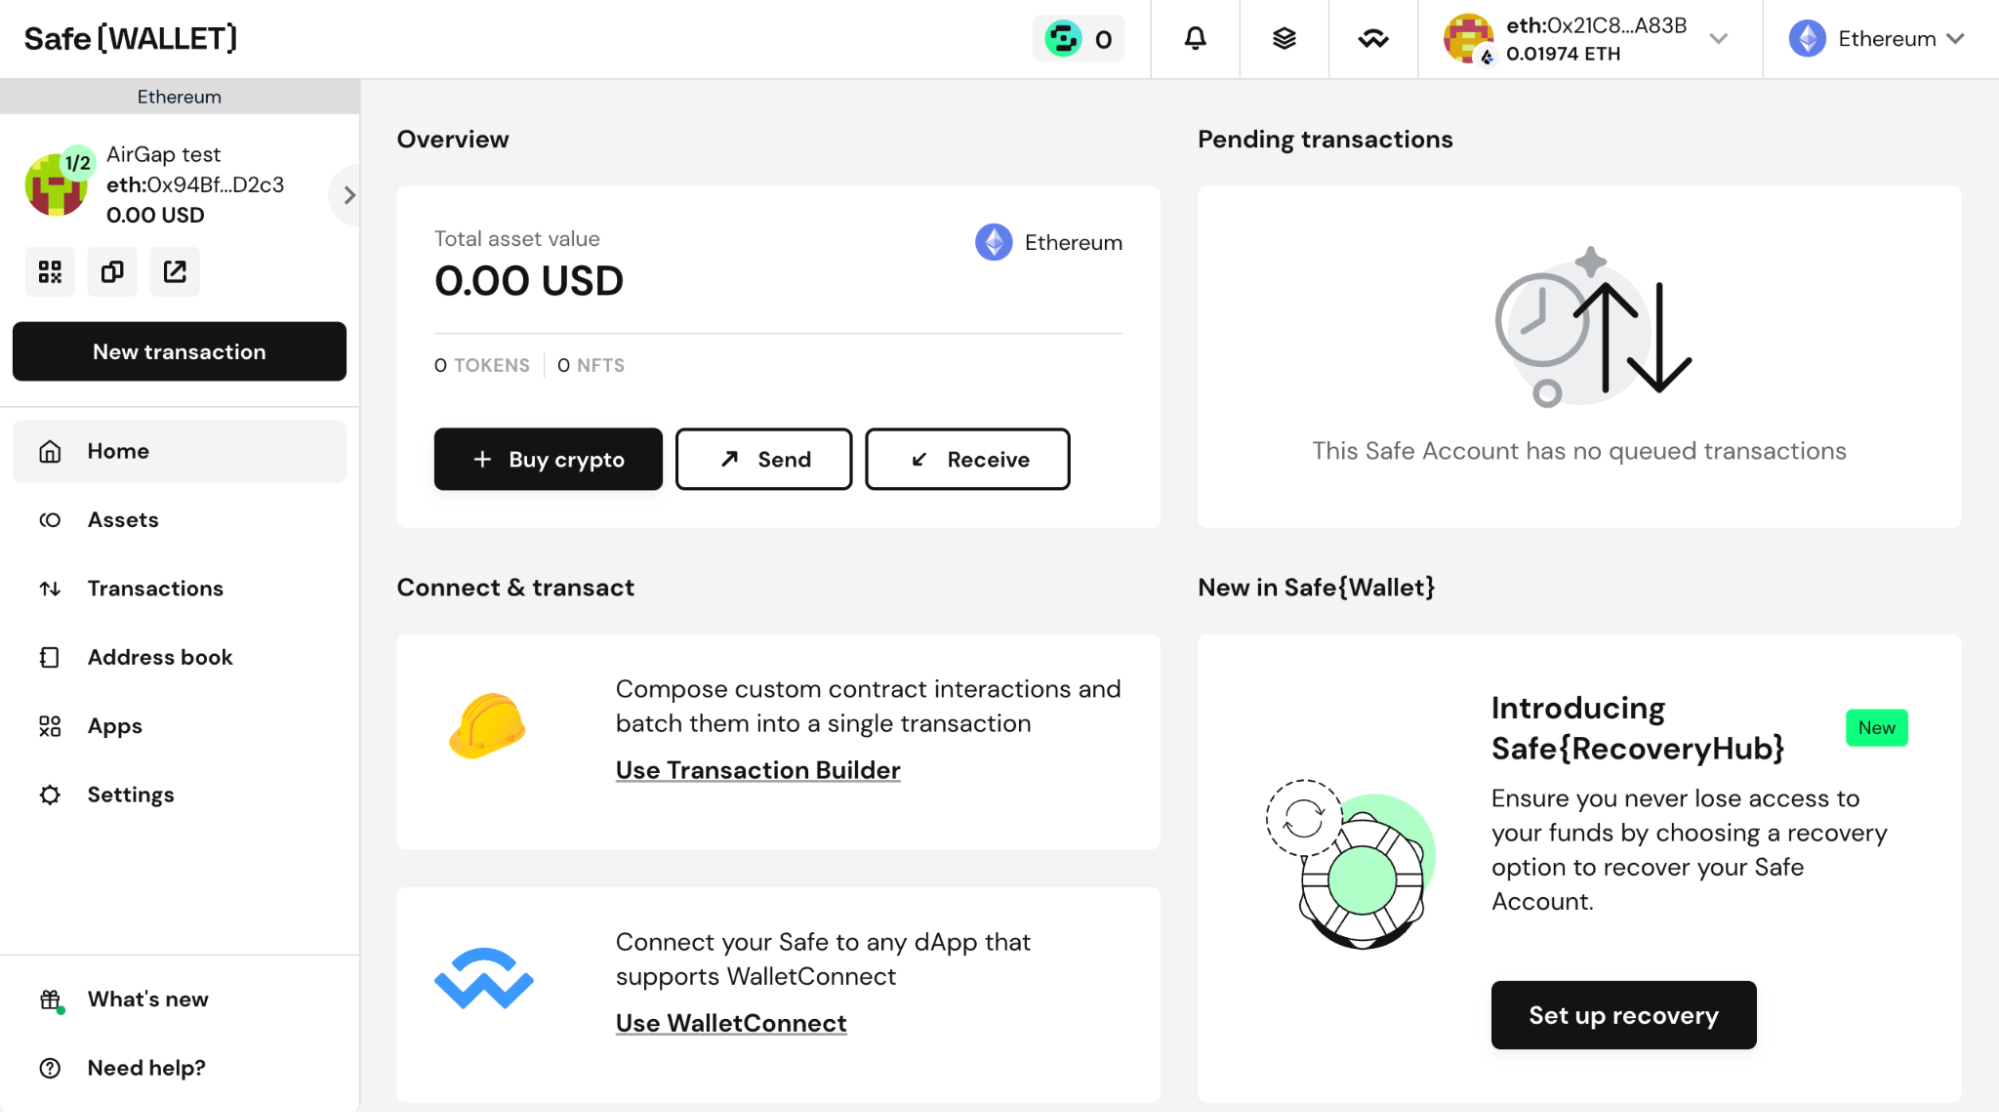 Safe{WALLET}
0
eth:0x21C8...A83B
0.01974 ETH
Ethereum
Ethereum
1/2
AirGap test
eth:0x94Bf...D2c3
0.00 USD
New transaction
Home
Assets
Transactions
Address book
Apps
Settings
What's new
Need help?
Overview
Total asset value
0.00 USD
Ethereum
0 TOKENS
0 NFTS
Buy crypto
Send
Receive
Pending transactions
This Safe Account has no queued transactions
Connect & transact
Compose custom contract interactions and
batch them into a single transaction
Use Transaction Builder
Connect your Safe to any dApp that
supports WalletConnect
Use WalletConnect
New in Safe{Wallet}
Introducing
Safe{RecoveryHub}
New
Ensure you never lose access to
your funds by choosing a recovery
option to recover your Safe
Account.
Set up recovery